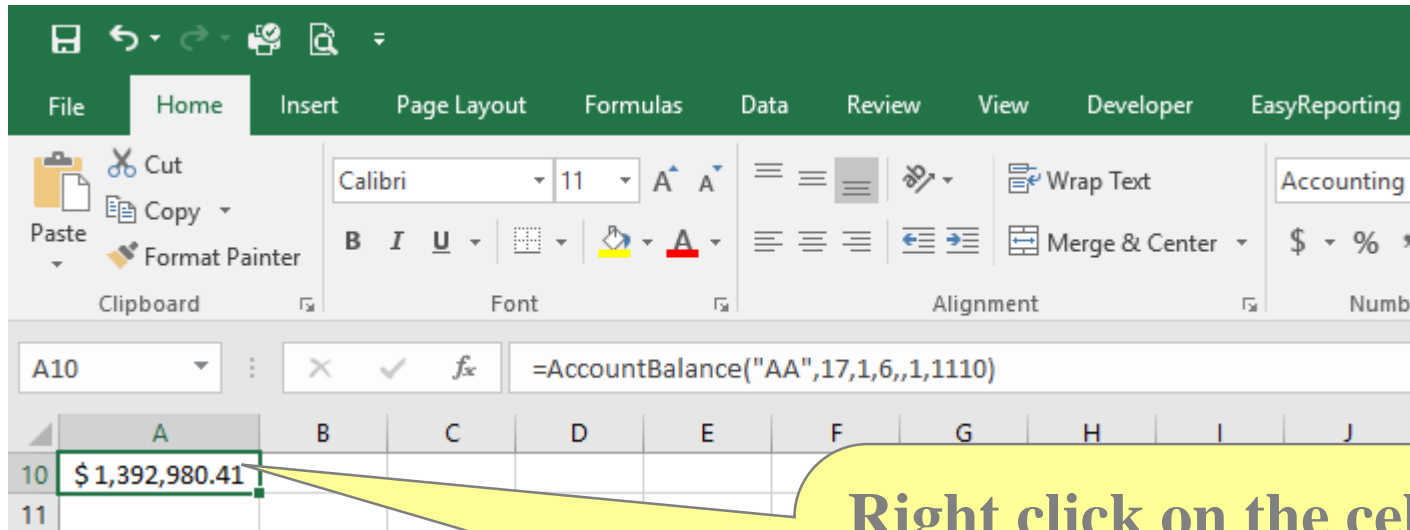 File Home Insert Page Layout Formulas Data Review View Developer EasyReporting
Cut
Copy
Paste
Format Painter
Clipboard
Calibri 11 A A
B I U A
Font
Wrap Text
Merge & Center
Alignment
Accounting
$ %
A10 fx =AccountBalance("AA",17,1,6,,1,1110)
A B C D E F G H I J
10 $ 1,392,980.41
11
Right click on the